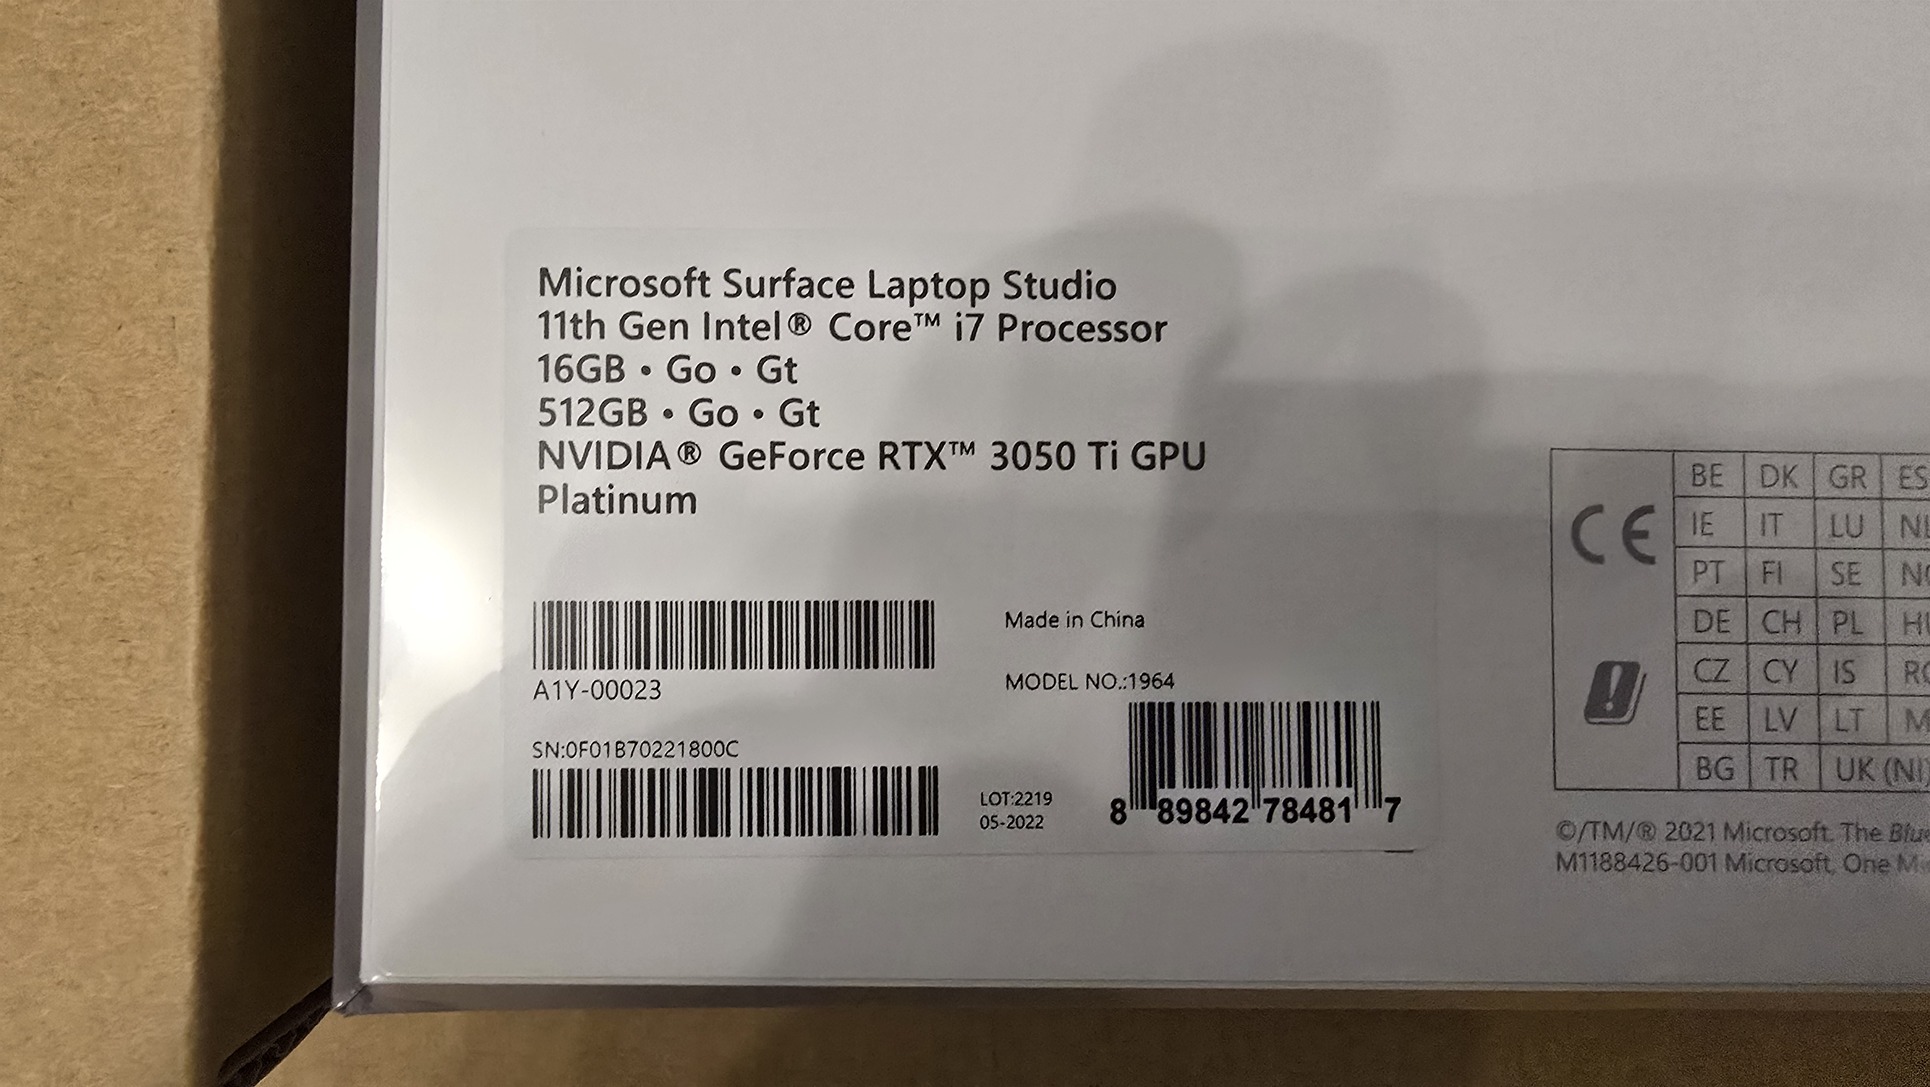 Microsoft Surface Laptop Studio
11th Gen Intel® Core™ i7 Processor
16GB • Go • Gt
512GB • Go • Gt
NVIDIA® GeForce RTX™ 3050 Ti GPU
Platinum
A1Y-00023
SN:0F01B70221800C
Made in China
MODEL NO.:1964
LOT:2219
05-2022
8 89842 78481 7
CE
BE DK GR ES
IE IT LU
PT FI SE
DE CH PL
CZ CY IS
EE LV LT
BG TR UK (NI)
©/TM/® 2021 Microsoft. The
M1188426-001 Microsoft, One